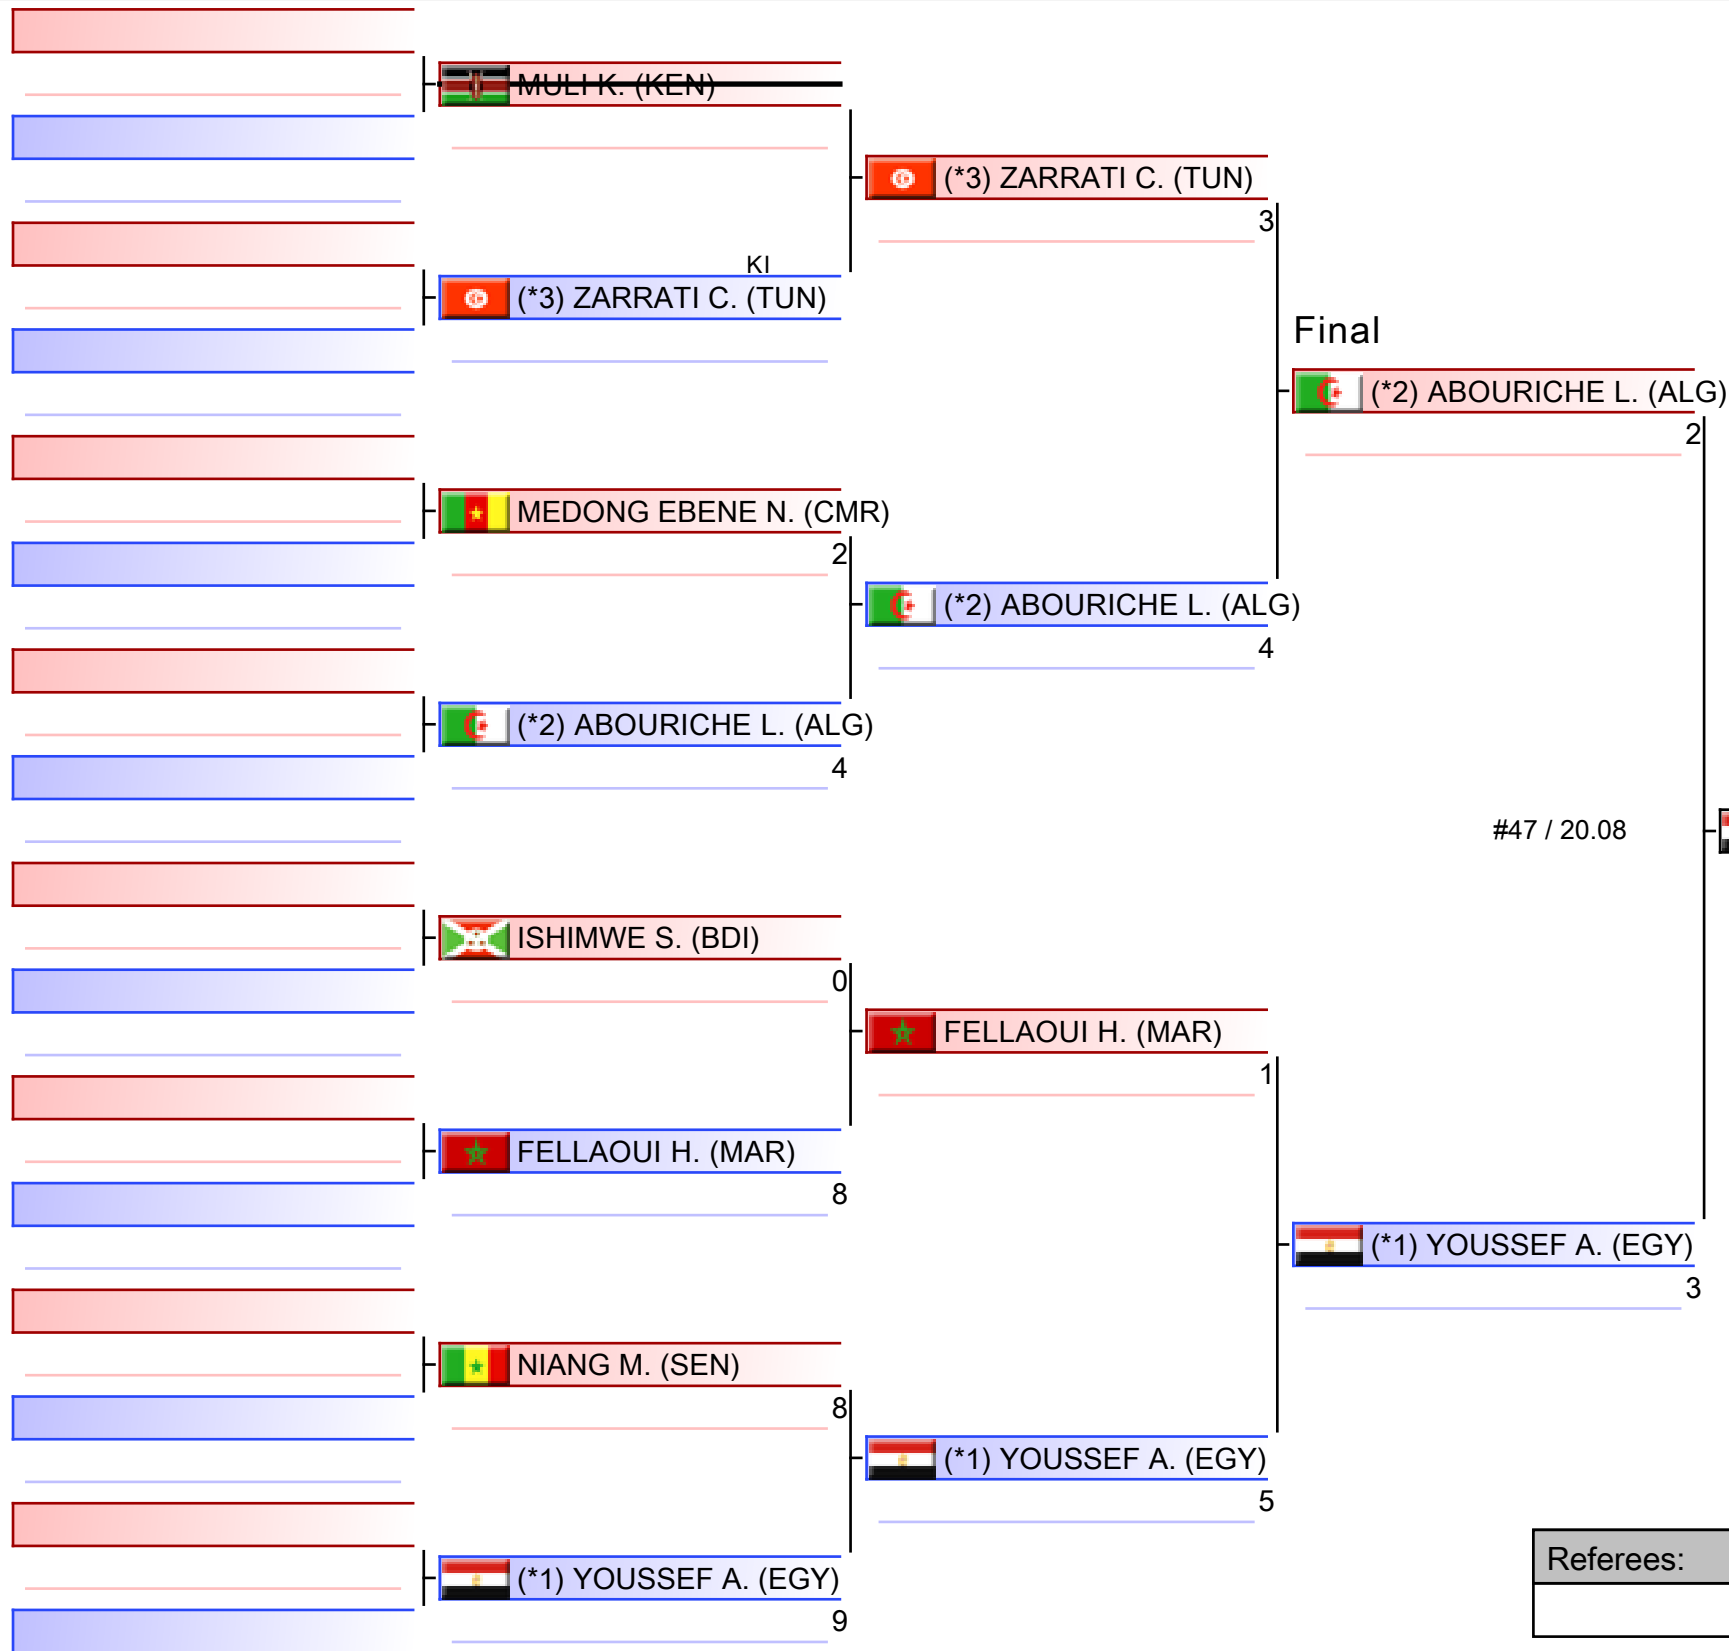 MULI K. (KEN)
(*3) ZARRATI C. (TUN)
3
KI
(*3) ZARRATI C. (TUN)
Final
(*2) ABOURICHE L. (ALG)
2
MEDONG EBENE N. (CMR)
2
(*2) ABOURICHE L. (ALG)
4
(*2) ABOURICHE L. (ALG)
4
#47 / 20.08
ISHIMWE S. (BDI)
0
FELLAOUI H. (MAR)
1
FELLAOUI H. (MAR)
8
(*1) YOUSSEF A. (EGY)
3
NIANG M. (SEN)
8
(*1) YOUSSEF A. (EGY)
5
(*1) YOUSSEF A. (EGY)
9
Referees: